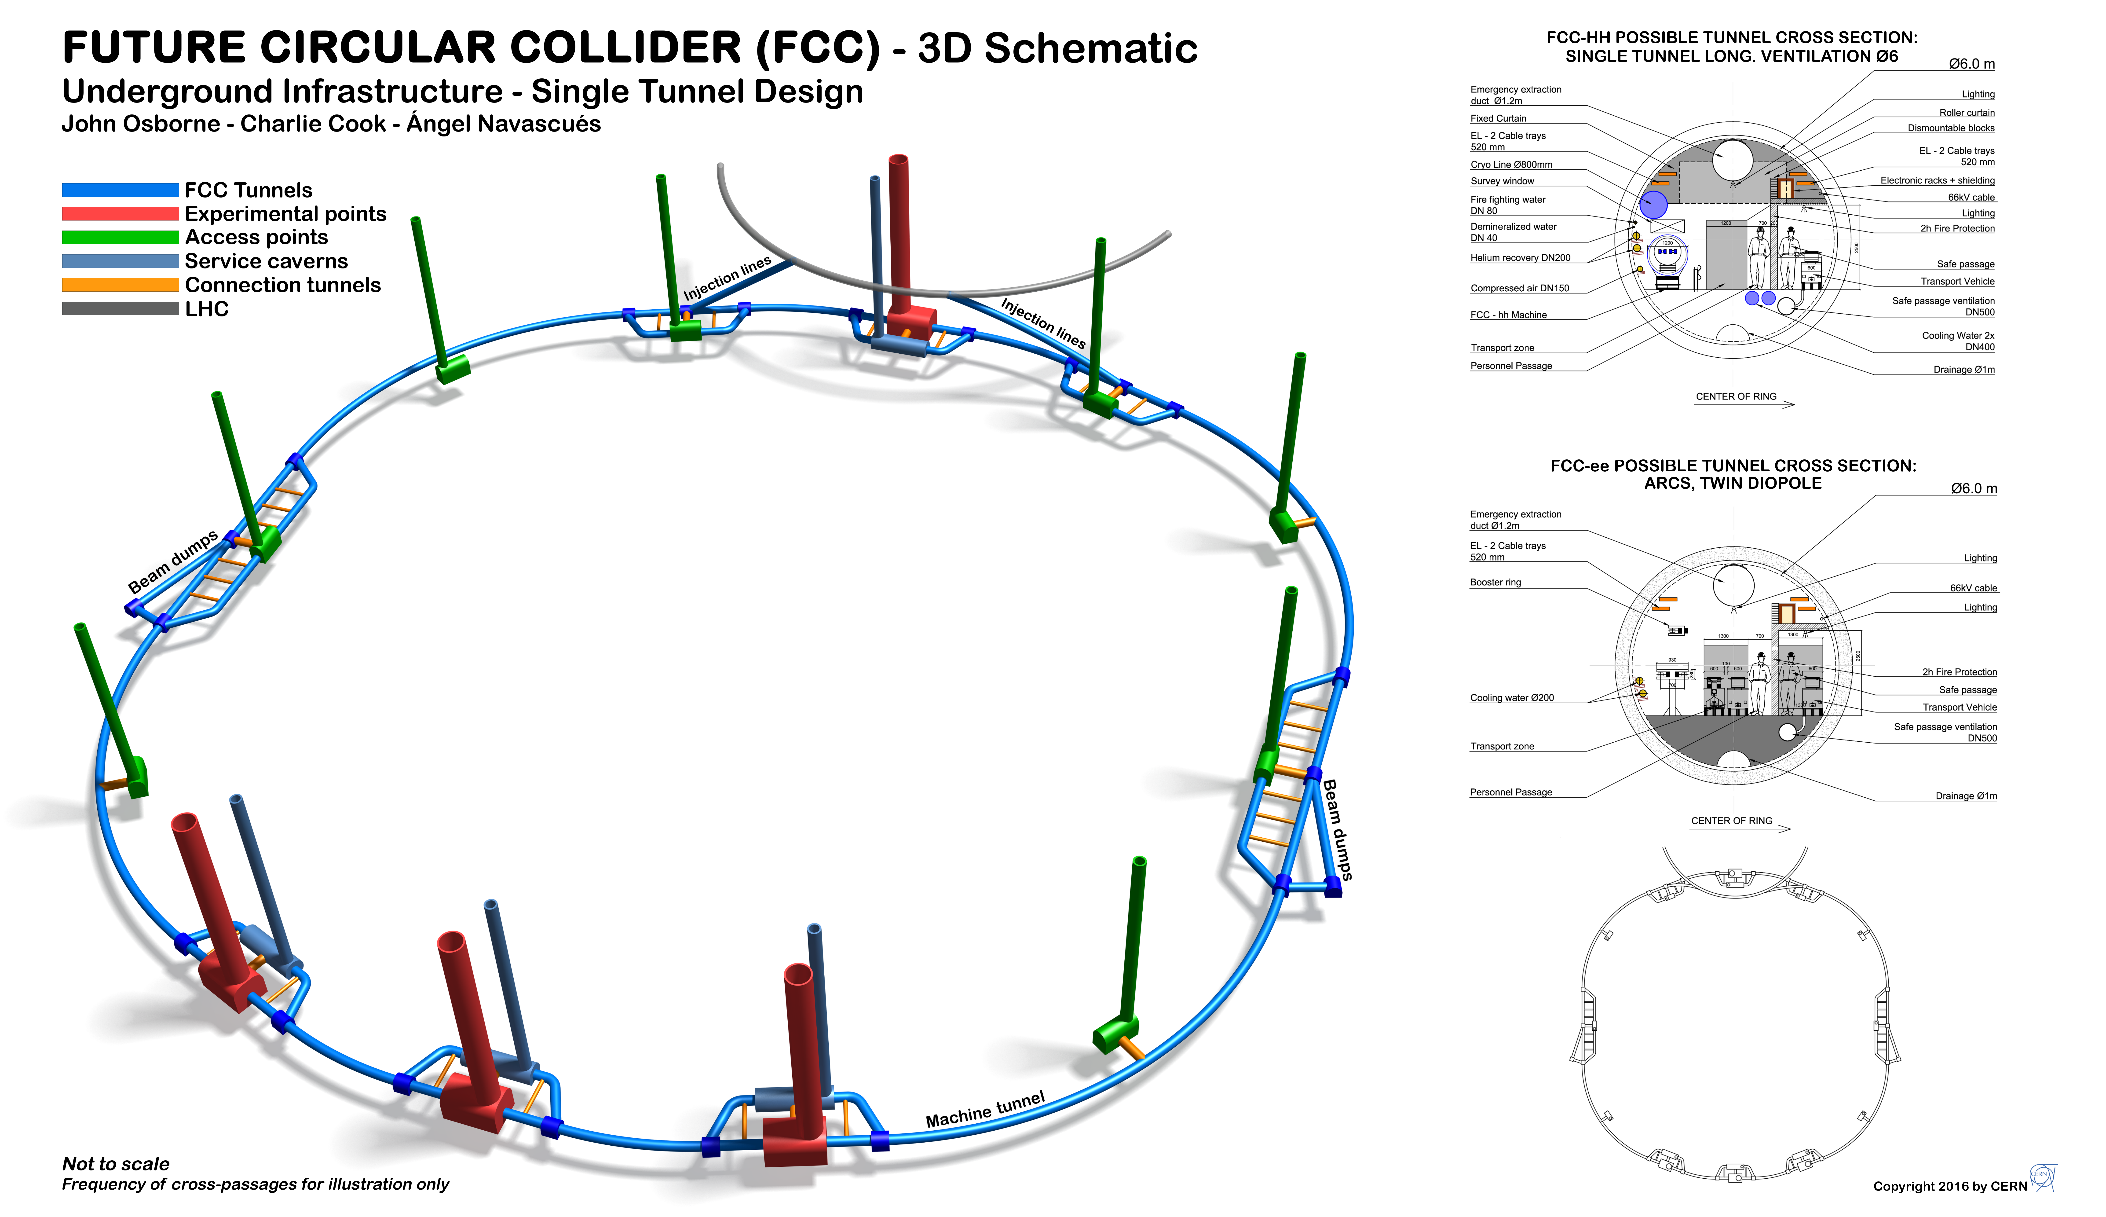 FUTURE CIRCULAR COLLIDER (FCC) - 3D Schematic
Underground Infrastructure - Single Tunnel Design
John Osborne - Charlie Cook - Ángel Navascués
FCC Tunnels
Experimental points
Access points
Service caverns
Connection tunnels
LHC
Injection lines
Injection lines
Beam dumps
Beam dumps
Machine tunnel
Not to scale
Frequency of cross-passages for illustration only
FCC-HH POSSIBLE TUNNEL CROSS SECTION:
SINGLE TUNNEL LONG. VENTILATION Ø6
Ø6.0 m
Emergency extraction
duct Ø1.2m
Fixed Curtain
EL - 2 Cable trays
520 mm
Cryo Line Ø800mm
Survey window
Fire fighting water
DN 80
Demineralized water
DN 40
Helium recovery DN200
Compressed air DN150
FCC - hh Machine
Transport zone
Personnel Passage
Lighting
Roller curtain
Dismountable blocks
EL - 2 Cable trays
520 mm
Electronic racks + shielding
66kV cable
Lighting
2h Fire Protection
Safe passage
Transport Vehicle
Safe passage ventilation
DN500
Cooling Water 2x
DN400
Drainage Ø1m
CENTER OF RING
FCC-ee POSSIBLE TUNNEL CROSS SECTION:
ARCS, TWIN DIOPOLE
Ø6.0 m
Emergency extraction
duct Ø1.2m
EL - 2 Cable trays
520 mm
Booster ring
Cooling water Ø200
Transport zone
Personnel Passage
Lighting
66kV cable
Lighting
2h Fire Protection
Safe passage
Transport Vehicle
Safe passage ventilation
DN500
Drainage Ø1m
1300 700
CENTER OF RING
Copyright 2016 by CERN
CERN